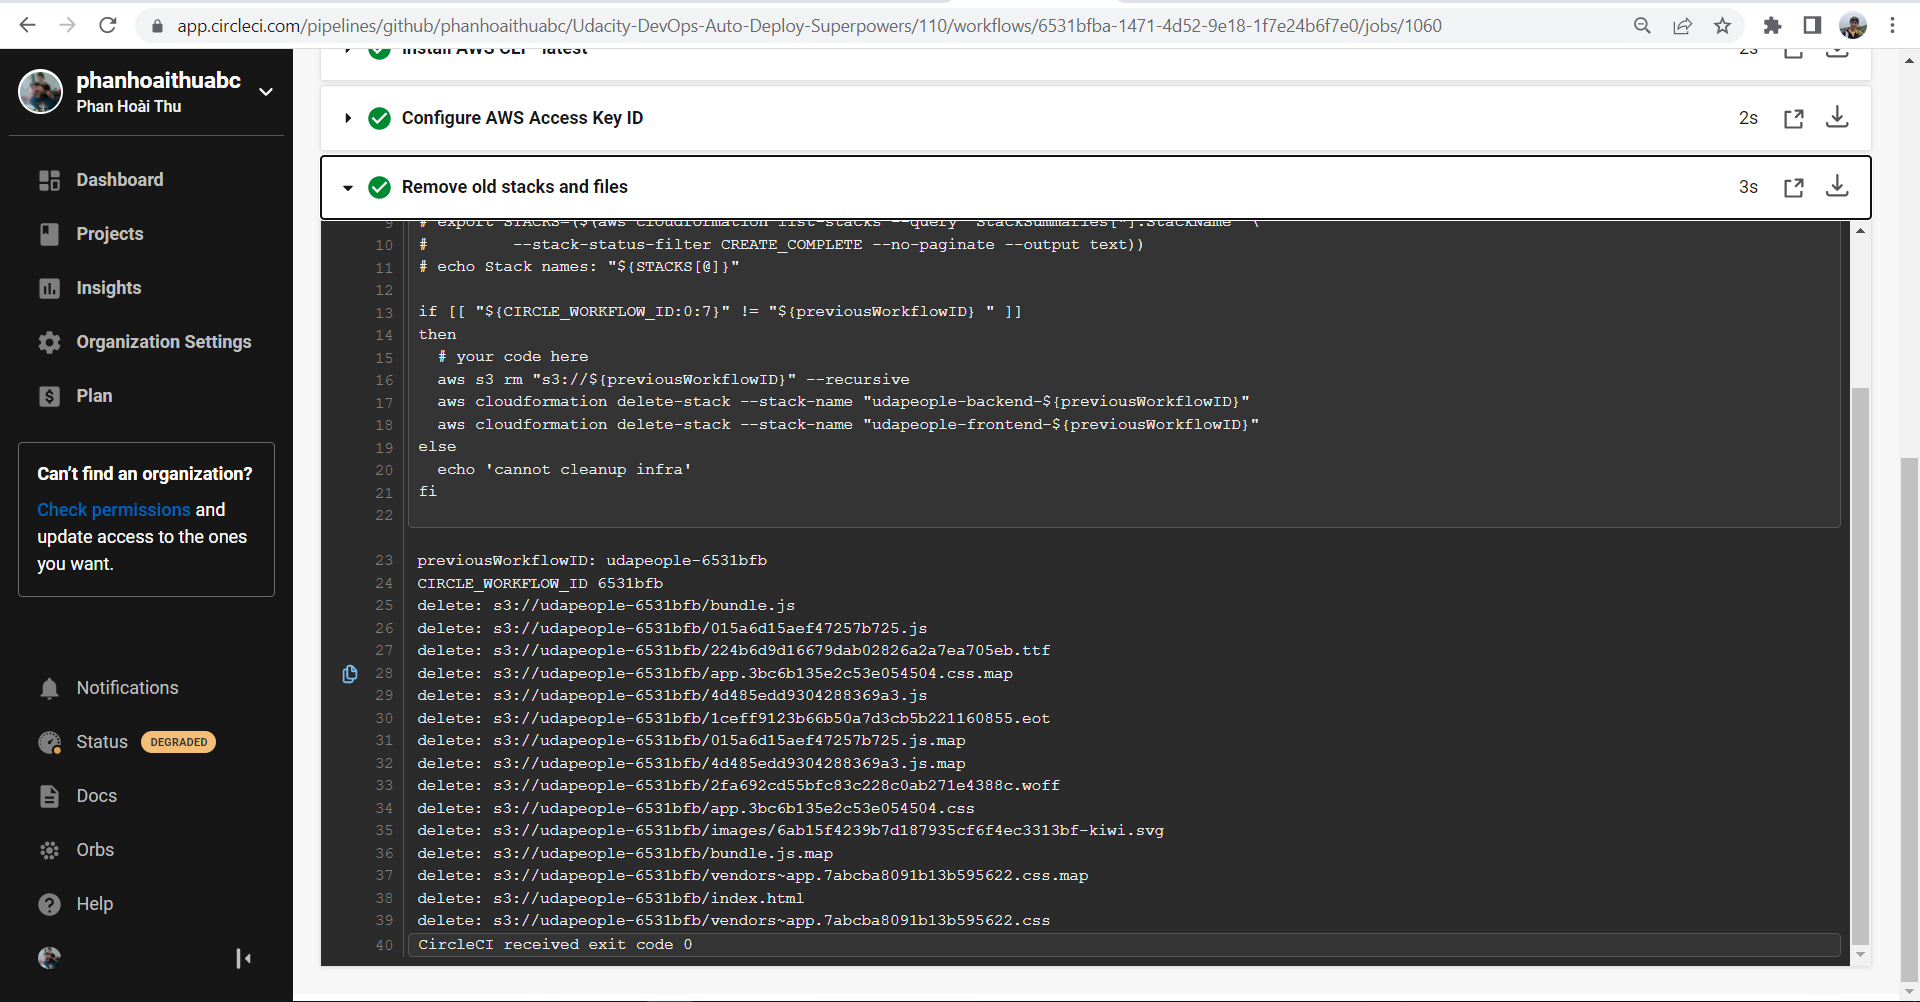 app.circleci.com/pipelines/github/phanhoaithuabc/Udacity-DevOps-Auto-Deploy-Superpowers/110/workflows/6531bfba-1471-4d52-9e18-1f7e24b6f7e0/jobs/1060
phanhoaithuabc
Phan Hoài Thu
Dashboard
Projects
Insights
Organization Settings
Plan
Can't find an organization?
Check permissions and
update access to the ones
you want.
Notifications
Status DEGRADED
Docs
Orbs
Help
Install AWS CLI - latest 2s
Configure AWS Access Key ID 2s
Remove old stacks and files 3s
9 # export STACKS=($(aws cloudformation list-stacks --query "StackSummaries[*].StackName" \
10 # --stack-status-filter CREATE_COMPLETE --no-paginate --output text))
11 # echo Stack names: "${STACKS[@]}"
12
13 if [[ "${CIRCLE_WORKFLOW_ID:0:7}" != "${previousWorkflowID} " ]]
14 then
15 # your code here
16 aws s3 rm "s3://${previousWorkflowID}" --recursive
17 aws cloudformation delete-stack --stack-name "udapeople-backend-${previousWorkflowID}"
18 aws cloudformation delete-stack --stack-name "udapeople-frontend-${previousWorkflowID}"
19 else
20 echo 'cannot cleanup infra'
21 fi
22
23 previousWorkflowID: udapeople-6531bfb
24 CIRCLE_WORKFLOW_ID 6531bfb
25 delete: s3://udapeople-6531bfb/bundle.js
26 delete: s3://udapeople-6531bfb/015a6d15aef47257b725.js
27 delete: s3://udapeople-6531bfb/224b6d9d16679dab02826a2a7ea705eb.ttf
28 delete: s3://udapeople-6531bfb/app.3bc6b135e2c53e054504.css.map
29 delete: s3://udapeople-6531bfb/4d485edd9304288369a3.js
30 delete: s3://udapeople-6531bfb/1ceff9123b66b50a7d3cb5b221160855.eot
31 delete: s3://udapeople-6531bfb/015a6d15aef47257b725.js.map
32 delete: s3://udapeople-6531bfb/4d485edd9304288369a3.js.map
33 delete: s3://udapeople-6531bfb/2fa692cd55bfc83c228c0ab271e4388c.woff
34 delete: s3://udapeople-6531bfb/app.3bc6b135e2c53e054504.css
35 delete: s3://udapeople-6531bfb/images/6ab15f4239b7d187935cf6f4ec3313bf-kiwi.svg
36 delete: s3://udapeople-6531bfb/bundle.js.map
37 delete: s3://udapeople-6531bfb/vendors~app.7abcba8091b13b595622.css.map
38 delete: s3://udapeople-6531bfb/index.html
39 delete: s3://udapeople-6531bfb/vendors~app.7abcba8091b13b595622.css
40 CircleCI received exit code 0